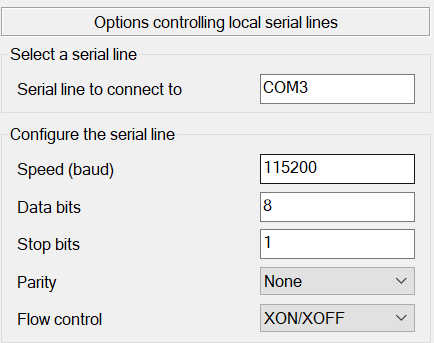 Options controlling local serial lines
Select a serial line
Serial line to connect to COM3
Configure the serial line
Speed (baud) 115200
Data bits 8
Stop bits 1
Parity None
Flow control XON/XOFF